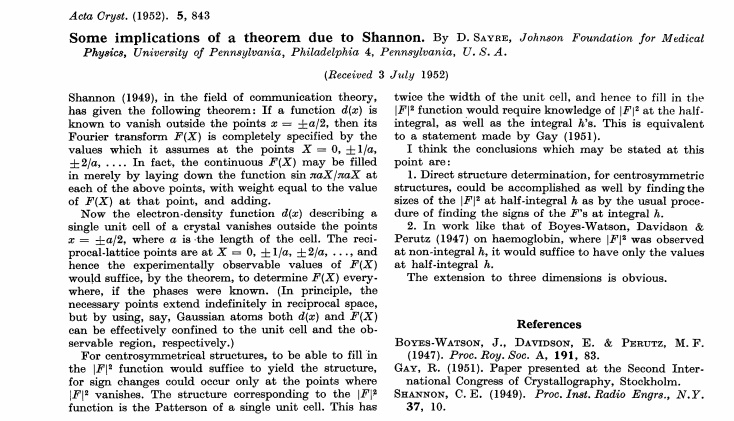 Acta Cryst. (1952). 5, 843
Some implications of a theorem due to Shannon. By D. SAYRE, Johnson Foundation for Medical
Physics, University of Pennsylvania, Philadelphia 4, Pennsylvania, U. S. A.
(Received 3 July 1952)
Shannon (1949), in the field of communication theory,
has given the following theorem: If a function d(x) is
known to vanish outside the points x = ±a/2, then its
Fourier transform F(X) is completely specified by the
values which it assumes at the points X = 0, ±1/a,
±2/a, .... In fact, the continuous F(X) may be filled
in merely by laying down the function sin πaX/πaX at
each of the above points, with weight equal to the value
of F(X) at that point, and adding.
Now the electron-density function d(x) describing a
single unit cell of a crystal vanishes outside the points
x = ±a/2, where a is the length of the cell. The reci-
procal-lattice points are at X = 0, ±1/a, ±2/a, ..., and
hence the experimentally observable values of F(X)
would suffice, by the theorem, to determine F(X) every-
where, if the phases were known. (In principle, the
necessary points extend indefinitely in reciprocal space,
but by using, say, Gaussian atoms both d(x) and F(X)
can be effectively confined to the unit cell and the ob-
servable region, respectively.)
For centrosymmetrical structures, to be able to fill in
the |F|² function would suffice to yield the structure,
for sign changes could occur only at the points where
|F|² vanishes. The structure corresponding to the |F|²
function is the Patterson of a single unit cell. This has
twice the width of the unit cell, and hence to fill in the
|F|² function would require knowledge of |F|² at the half-
integral, as well as the integral h's. This is equivalent
to a statement made by Gay (1951).
I think the conclusions which may be stated at this
point are:
1. Direct structure determination, for centrosymmetric
structures, could be accomplished as well by finding the
sizes of the |F|² at half-integral h as by the usual proce-
dure of finding the signs of the F's at integral h.
2. In work like that of Boyes-Watson, Davidson &
Perutz (1947) on haemoglobin, where |F|² was observed
at non-integral h, it would suffice to have only the values
at half-integral h.
The extension to three dimensions is obvious.
References
BOYES-WATSON, J., DAVIDSON, E. & PERUTZ, M. F.
(1947). Proc. Roy. Soc. A, 191, 83.
GAY, R. (1951). Paper presented at the Second Inter-
national Congress of Crystallography, Stockholm.
SHANNON, C. E. (1949). Proc. Inst. Radio Engrs., N.Y.
37, 10.